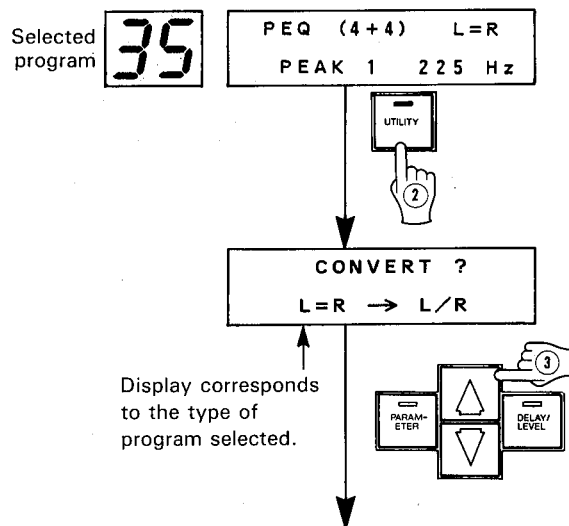 Selected
program
35
PEQ (4+4) L=R
PEAK 1 225 Hz
UTILITY
②
CONVERT ?
L=R → L/R
③
Display corresponds
to the type of
program selected.
PARAM-
ETER
DELAY/
LEVEL